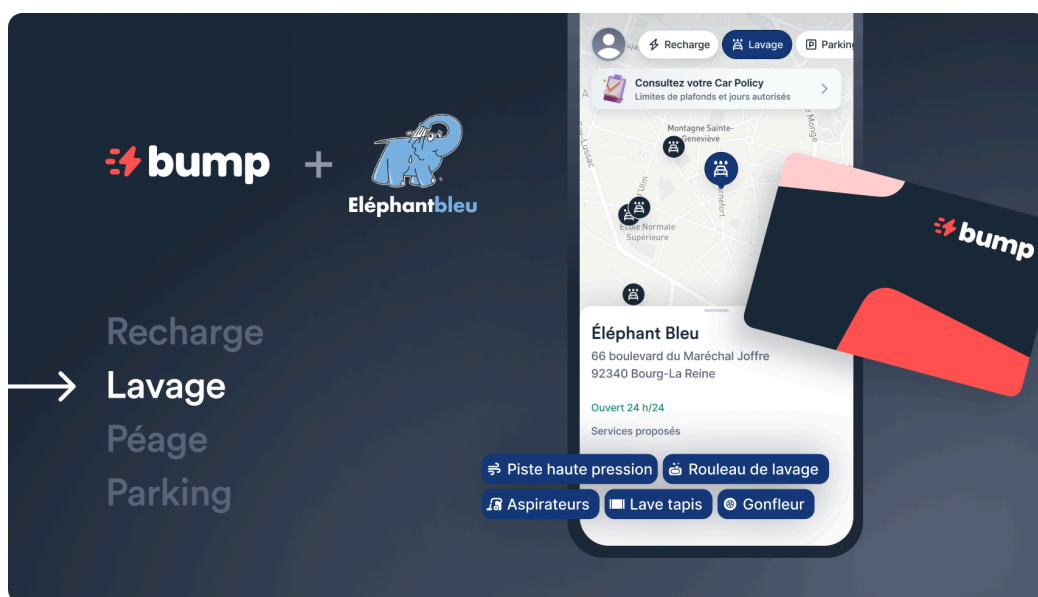 bump
+
Eléphantbleu
Recharge
Lavage
Péage
Parking
Recharge
Lavage
Parking
Consultez votre Car Policy
Limites de plafonds et jours autorisés
Montagne Sainte-
Geneviève
École Normale
Supérieure
bump
Éléphant Bleu
66 boulevard du Maréchal Joffre
92340 Bourg-La Reine
Ouvert 24 h/24
Services proposés
Piste haute pression
Rouleau de lavage
Aspirateurs
Lave tapis
Gonfleur